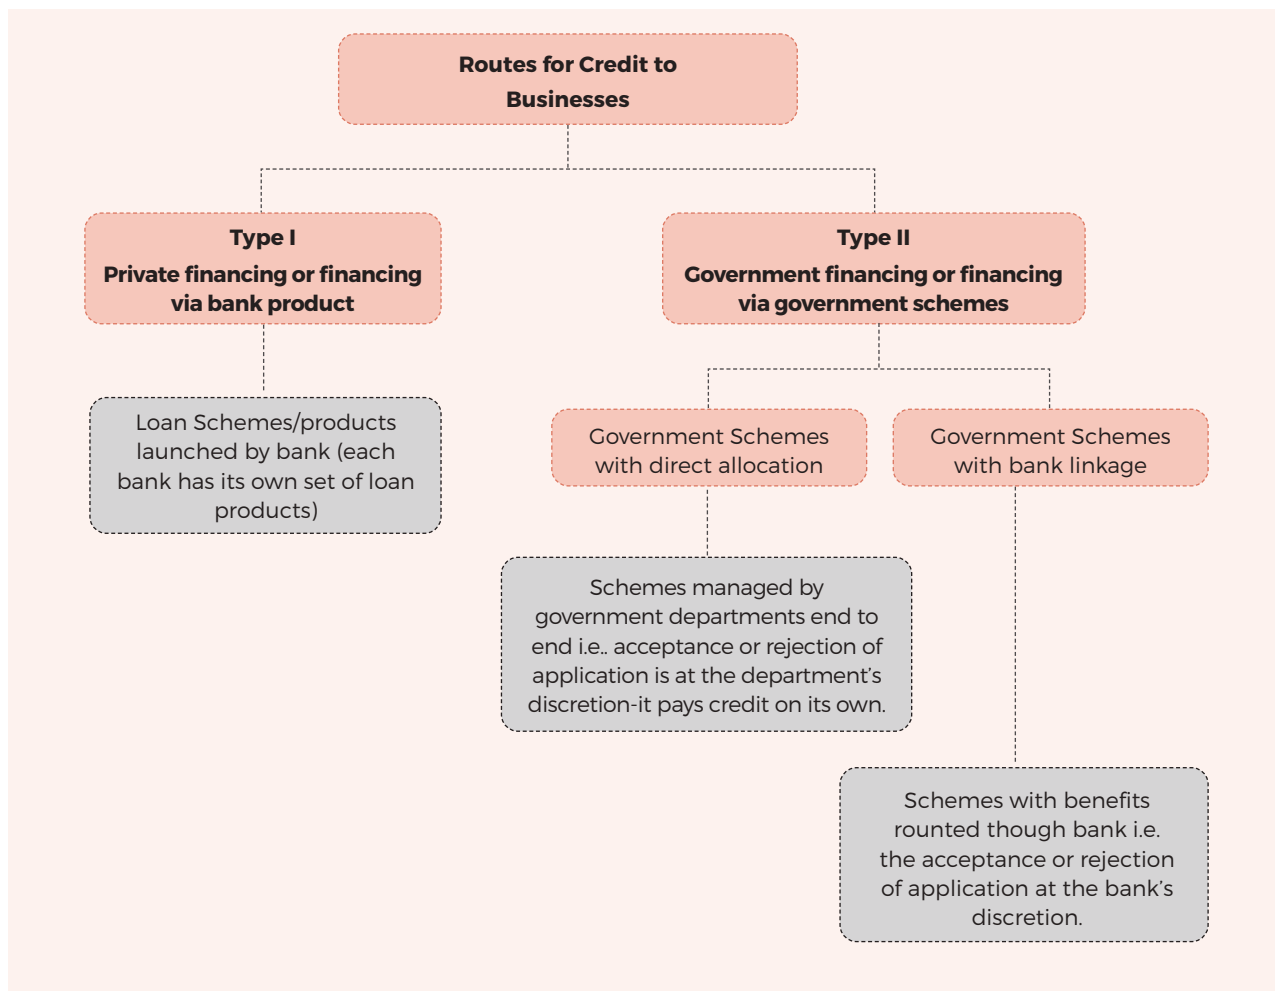 Routes for Credit to
Businesses
Type I
Private financing or financing
via bank product
Type II
Government financing or financing
via government schemes
Loan Schemes/products
launched by bank (each
bank has its own set of loan
products)
Government Schemes
with direct allocation
Government Schemes
with bank linkage
Schemes managed by
government departments end to
end i.e.. acceptance or rejection of
application is at the department's
discretion-it pays credit on its own.
Schemes with benefits
rounted though bank i.e.
the acceptance or rejection
of application at the bank's
discretion.